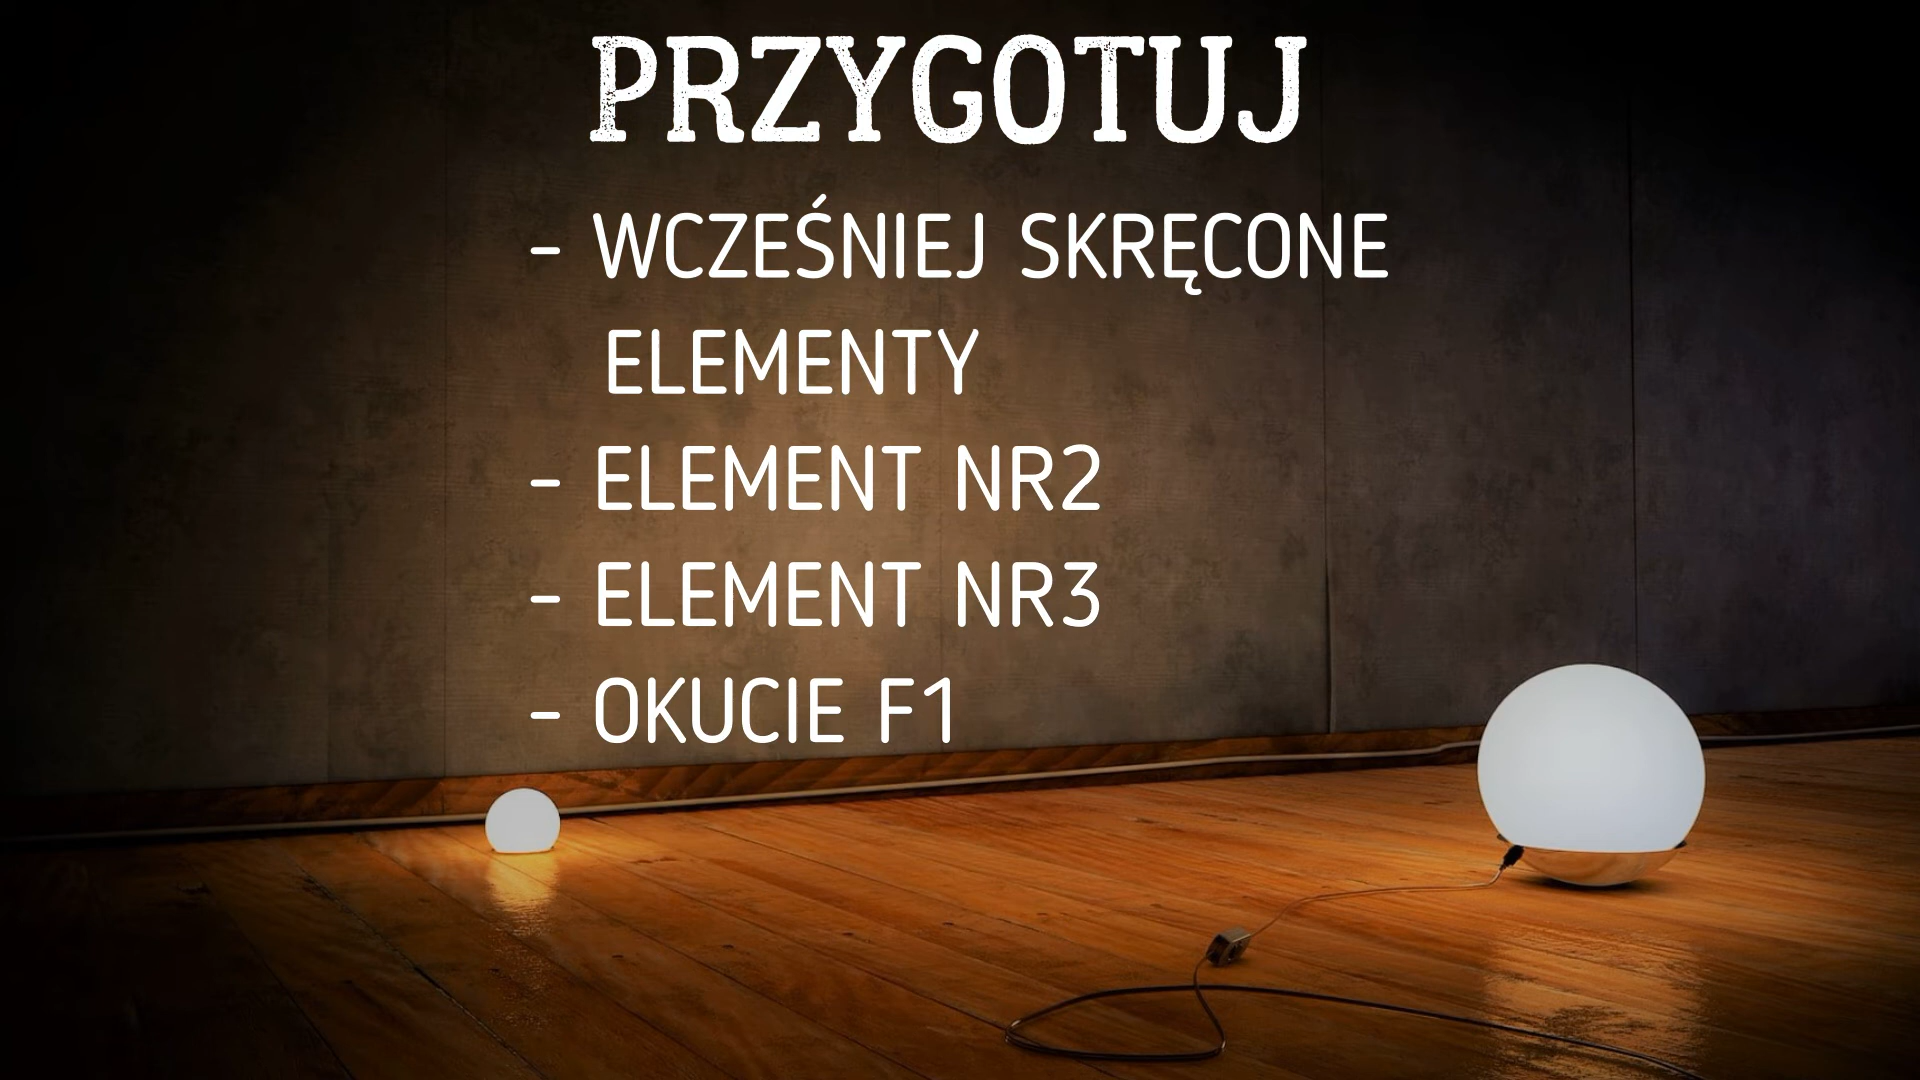 PRZYGOTUJ
- WCZEŚNIEJ SKRĘCONE
ELEMENTY
- ELEMENT NR2
- ELEMENT NR3
- OKUCIE F1